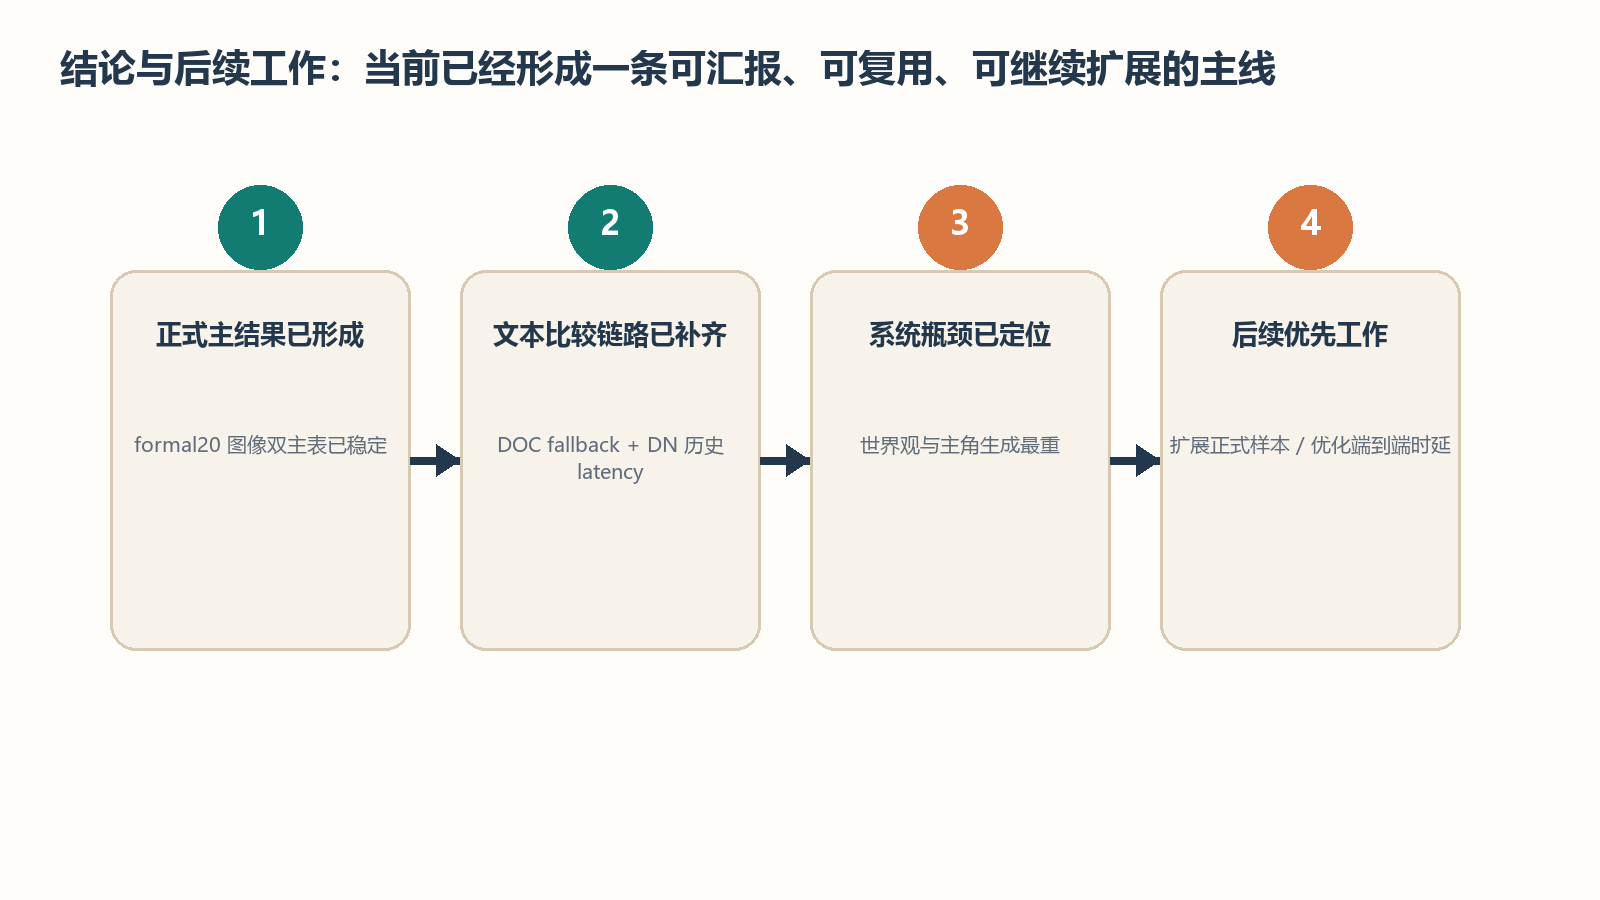 结论与后续工作：当前已经形成一条可汇报、可复用、可继续扩展的主线
1
正式主结果已形成
formal20 图像双主表已稳定
2
文本比较链路已补齐
DOC fallback + DN 历史
latency
3
系统瓶颈已定位
世界观与主角生成最重
4
后续优先工作
扩展正式样本 / 优化端到端时延